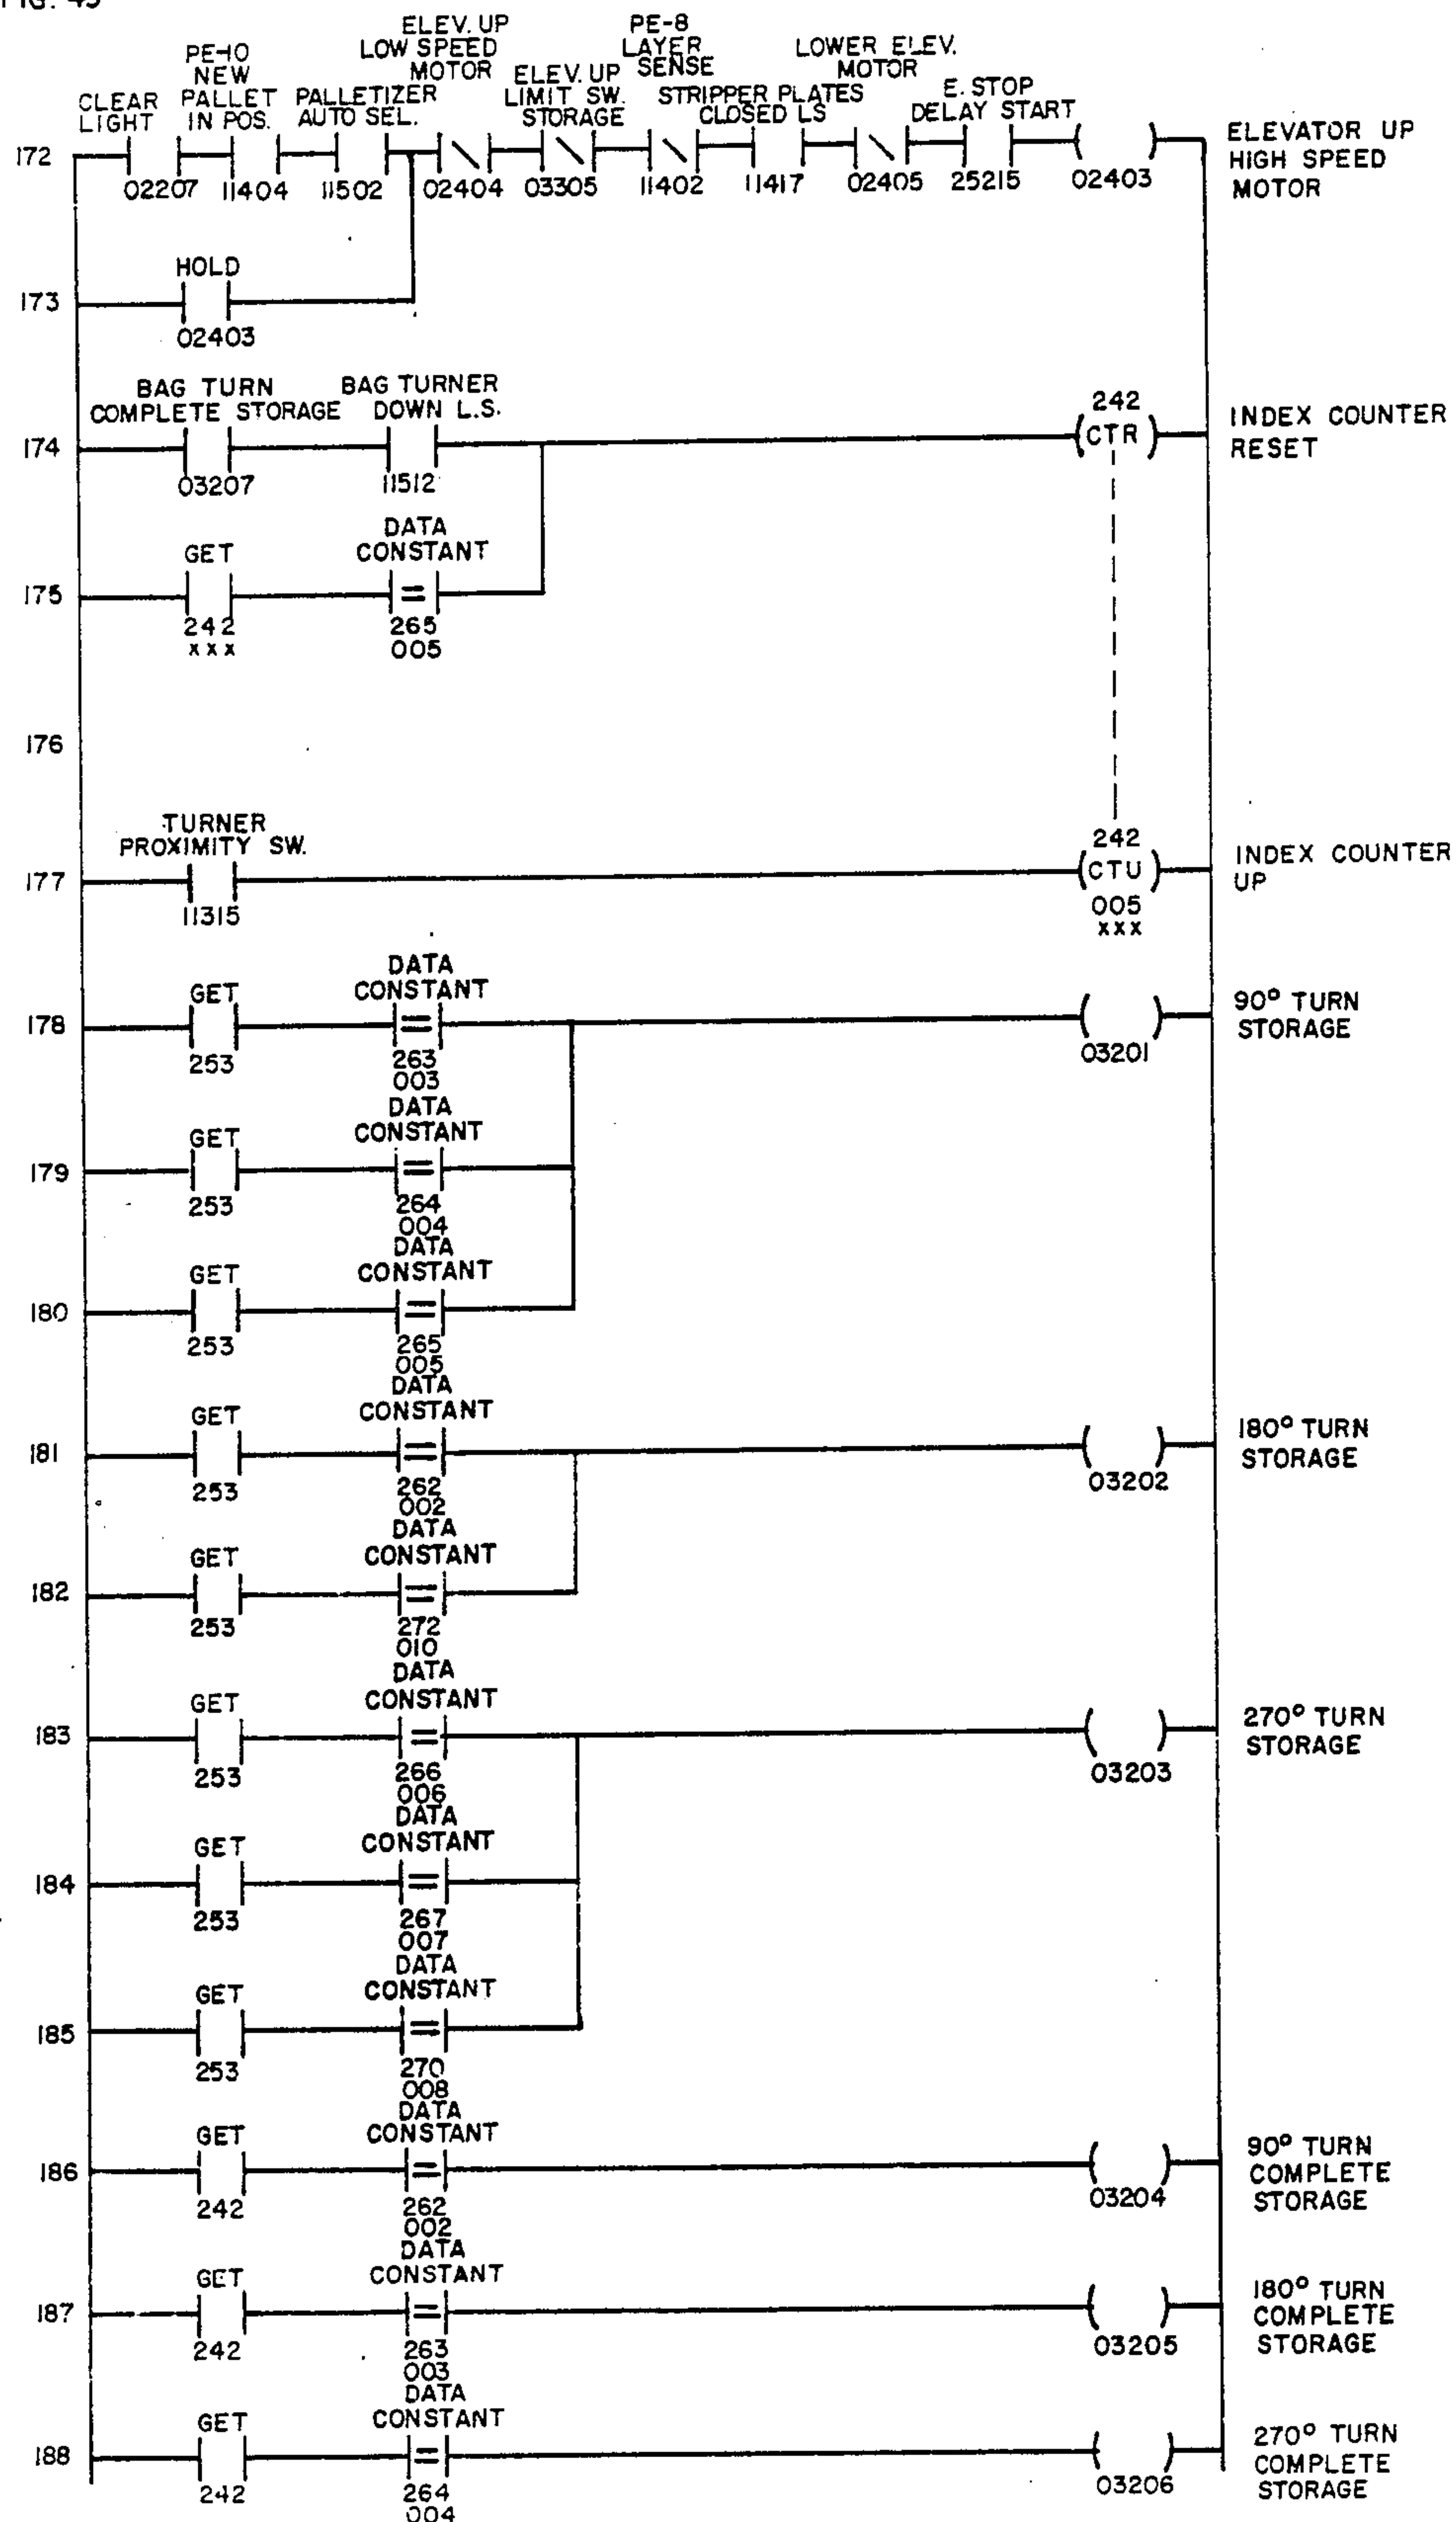 FIG. 45
ELEV. UP
LOW SPEED
MOTOR
PE-8
LAYER
SENSE
PE-10
NEW
PALLET
IN POS.
LOWER ELEV.
MOTOR
CLEAR
LIGHT
PALLETIZER
AUTO SEL.
ELEV. UP
LIMIT SW.
STORAGE
STRIPPER PLATES
CLOSED LS
E. STOP
DELAY START
172
02207 11404 11502 02404 03305 11402 11417 02405 25215 02403
ELEVATOR UP
HIGH SPEED
MOTOR
HOLD
173
02403
BAG TURN
COMPLETE STORAGE
BAG TURNER
DOWN L.S.
174
03207
11512
242
CTR
INDEX COUNTER
RESET
GET
DATA
CONSTANT
175
=
242
xxx
265
005
176
TURNER
PROXIMITY SW.
177
11315
242
CTU
005
xxx
INDEX COUNTER
UP
GET
DATA
CONSTANT
178
=
253
263
003
03201
90° TURN
STORAGE
GET
DATA
CONSTANT
179
=
253
264
004
GET
DATA
CONSTANT
180
=
253
265
005
GET
DATA
CONSTANT
181
=
253
262
002
03202
180° TURN
STORAGE
GET
DATA
CONSTANT
182
=
253
272
010
GET
DATA
CONSTANT
183
=
253
266
006
03203
270° TURN
STORAGE
GET
DATA
CONSTANT
184
=
253
267
007
GET
DATA
CONSTANT
185
=
253
270
008
GET
DATA
CONSTANT
186
=
242
262
002
03204
90° TURN
COMPLETE
STORAGE
GET
DATA
CONSTANT
187
=
242
263
003
03205
180° TURN
COMPLETE
STORAGE
GET
DATA
CONSTANT
188
=
242
264
004
03206
270° TURN
COMPLETE
STORAGE